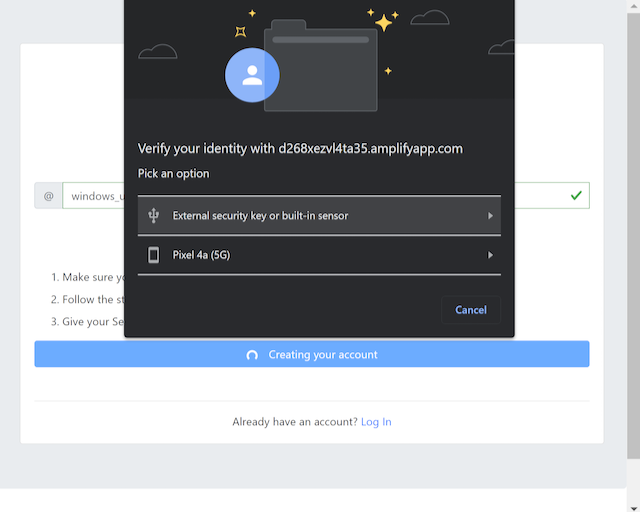 Verify your identity with d268xezvl4ta35.amplifyapp.com
Pick an option
@ windows_u
External security key or built-in sensor
Pixel 4a (5G)
1. Make sure yo
2. Follow the st
3. Give your Se
Cancel
Creating your account
Already have an account? Log In